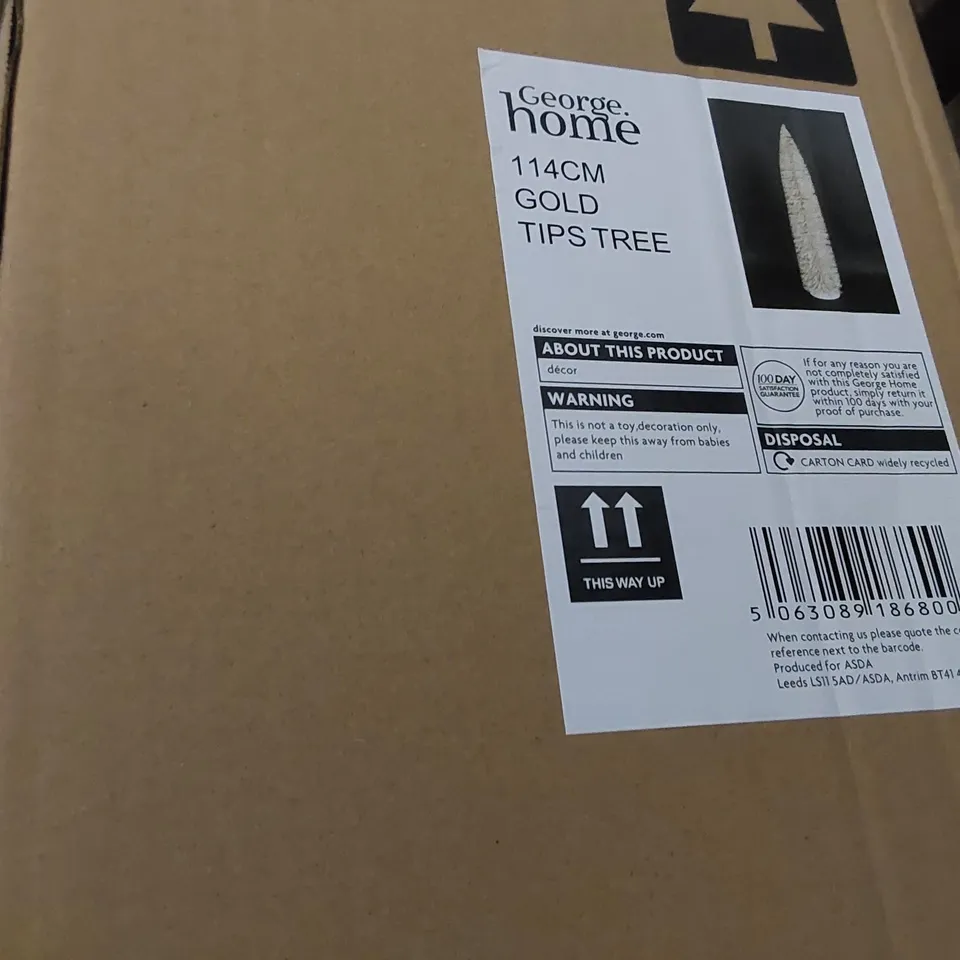 George.
home
114CM
GOLD
TIPS TREE
discover more at george.com
ABOUT THIS PRODUCT
décor
WARNING
This is not a toy,decoration only,
please keep this away from babies
and children
100 DAY
SATISFACTION
GUARANTEE
If for any reason you are
not completely satisfied
with this George Home
product, simply return it
within 100 days with your
proof of purchase.
DISPOSAL
CARTON CARD widely recycled
THIS WAY UP
5 063089 186800
When contacting us please quote the
reference next to the barcode.
Produced for ASDA
Leeds LS11 5AD/ASDA, Antrim BT41